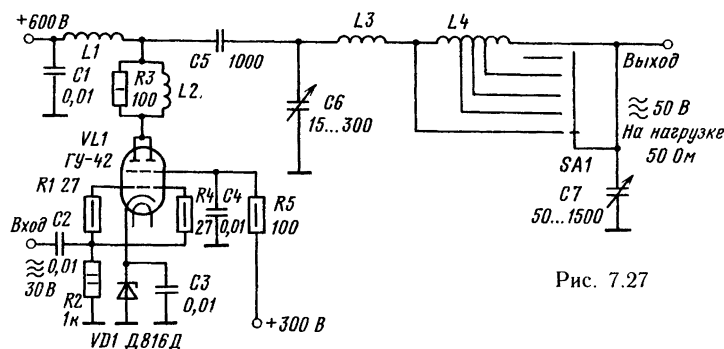 +600 В
L1
C1
0,01
R3
100
L2.
C5
1000
L3
L4
C6
15...300
Выход
≈ 50 В
На нагрузке
50 Ом
SA1
C7
50...1500
VL1
ГУ-42
R1 27
R4
27
C4
0,01
R5
100
Вход
C2
0,01
≈
30 В
R2
1к
C3
0,01
VD1 Д816Д
+300 В
Рис. 7.27